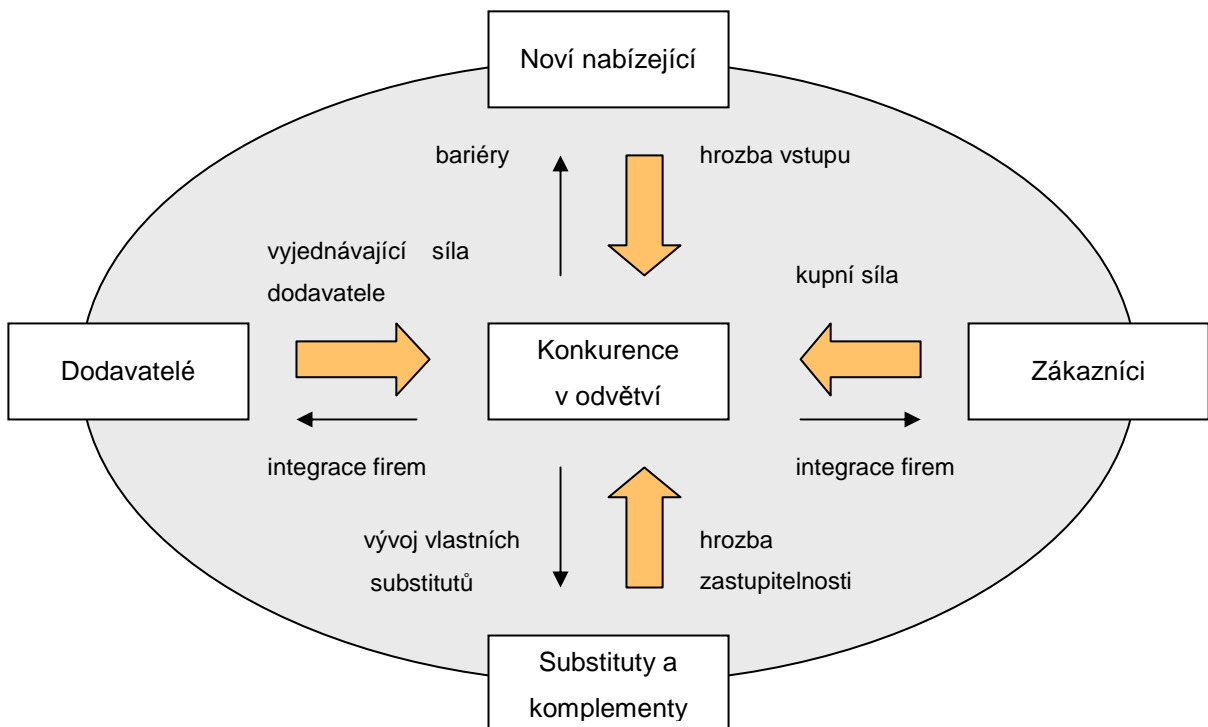 Noví nabízející
bariéry
hrozba vstupu
vyjednávající síla
dodavatele
kupní síla
Dodavatelé
Konkurence
v odvětví
Zákazníci
integrace firem
integrace firem
vývoj vlastních
substitutů
hrozba
zastupitelnosti
Substituty a
komplementy